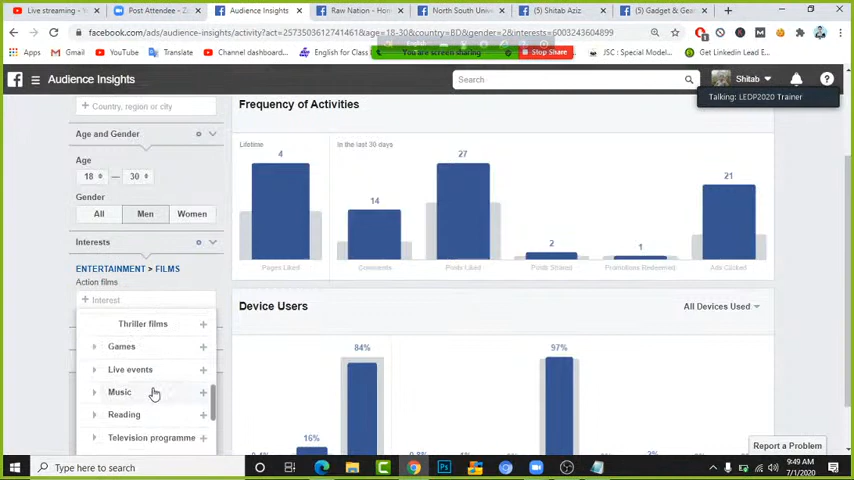 Live streaming - YouT
Post Attendee - Zoom
Audience Insights
Raw Nation - Hom
North South Univ
(5) Shitab Aziz
(5) Gadget & Gea
facebook.com/ads/audience-insights/activity?act=2573503612741461&age=18-30&country=BD&gender=2&interests=6003243604899
Apps
Gmail
YouTube
Translate
Channel dashboard...
English for Class
You are screen sharing
Stop Share
JSC : Special Model...
Get Linkedin Lead E...
Audience Insights
Search
Shitab
Talking: LEDP2020 Trainer
Country, region or city
Age and Gender
Age
18 — 30
Gender
All Men Women
Interests
ENTERTAINMENT > FILMS
Action films
Interest
Thriller films
Games
Live events
Music
Reading
Television programme
Frequency of Activities
Lifetime
In the last 30 days
4
14
27
2
1
21
Pages Liked
Comments
Posts Liked
Posts Shared
Promotions Redeemed
Ads Clicked
Device Users
All Devices Used
84%
97%
16%
Report a Problem
Type here to search
9:49 AM
7/1/2020